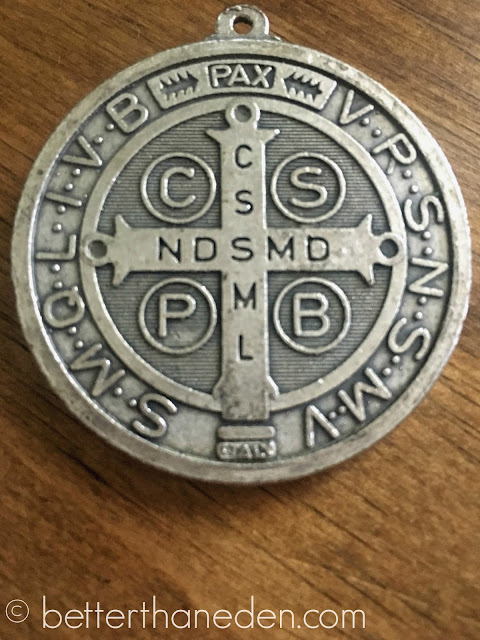 PAX
V·R·S·N·S·M·V
S·M·Q·L·I·V·B
C S
C S S M L
N D S M D
P B
© betterthaneden.com